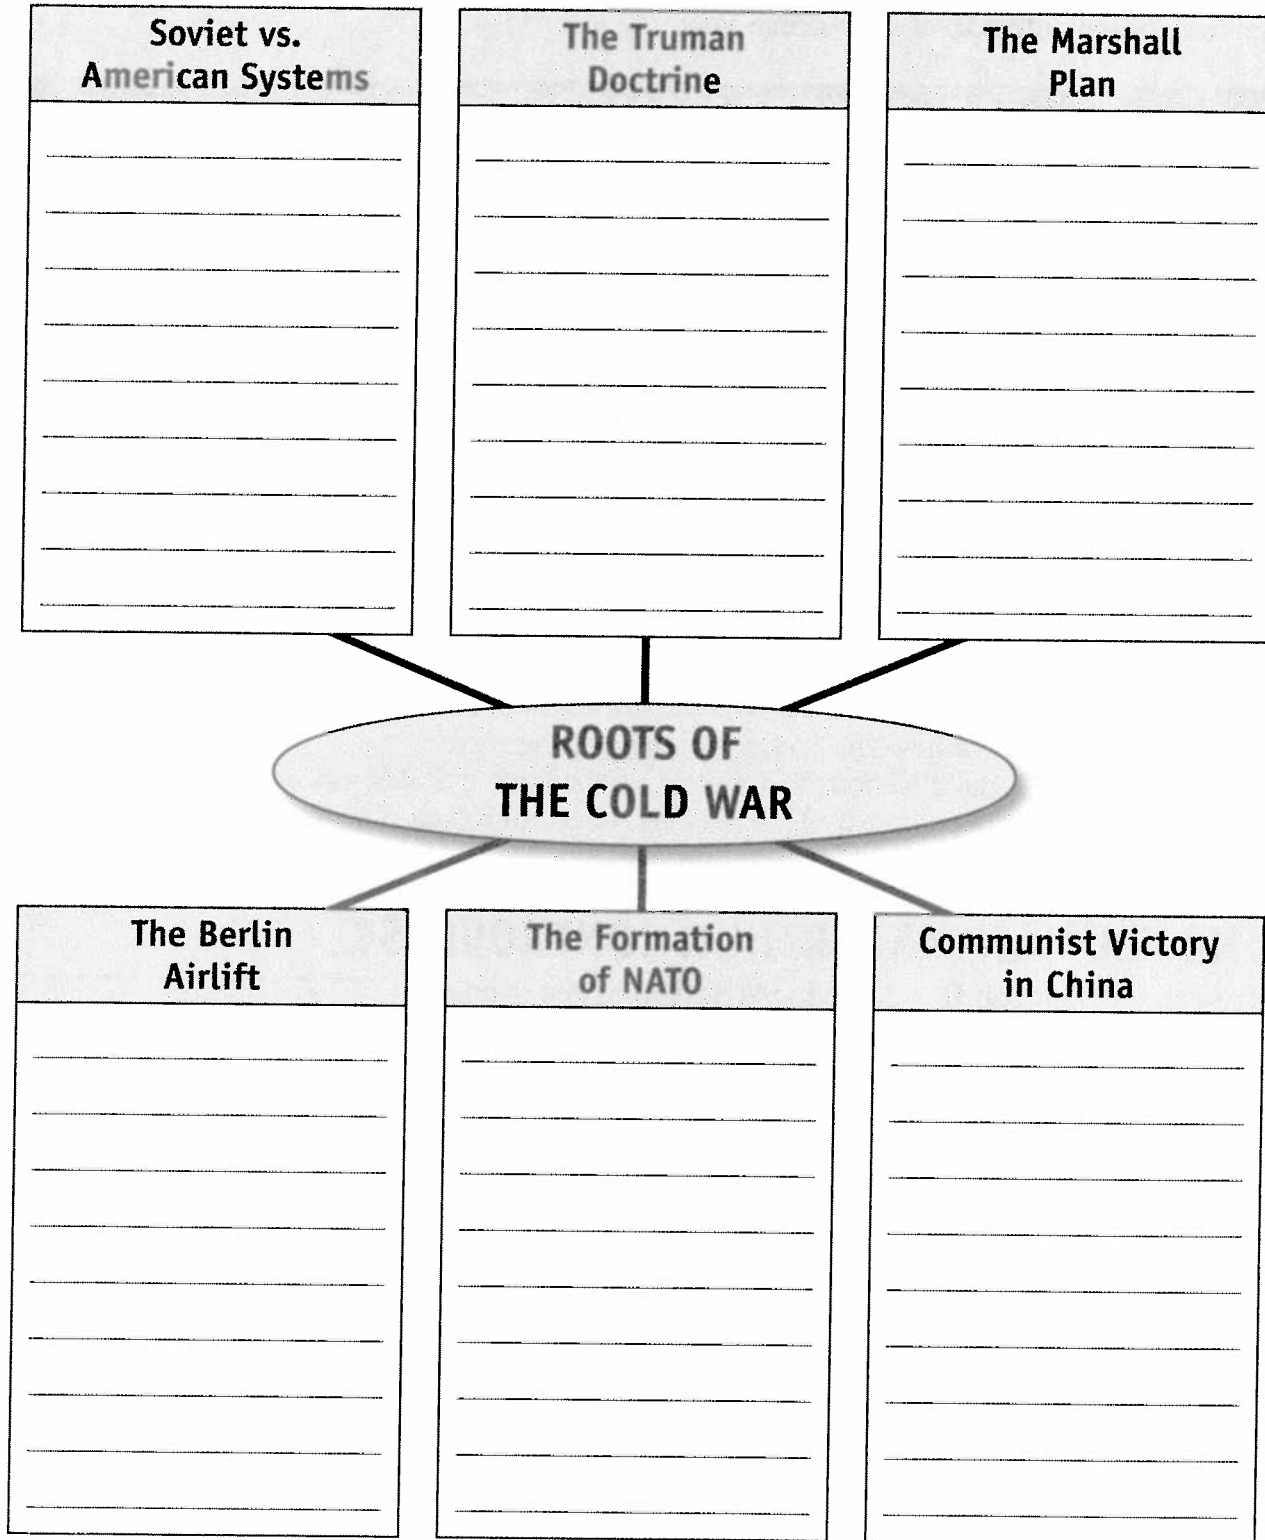 Soviet vs.
American Systems
The Truman
Doctrine
The Marshall
Plan
ROOTS OF
THE COLD WAR
The Berlin
Airlift
The Formation
of NATO
Communist Victory
in China